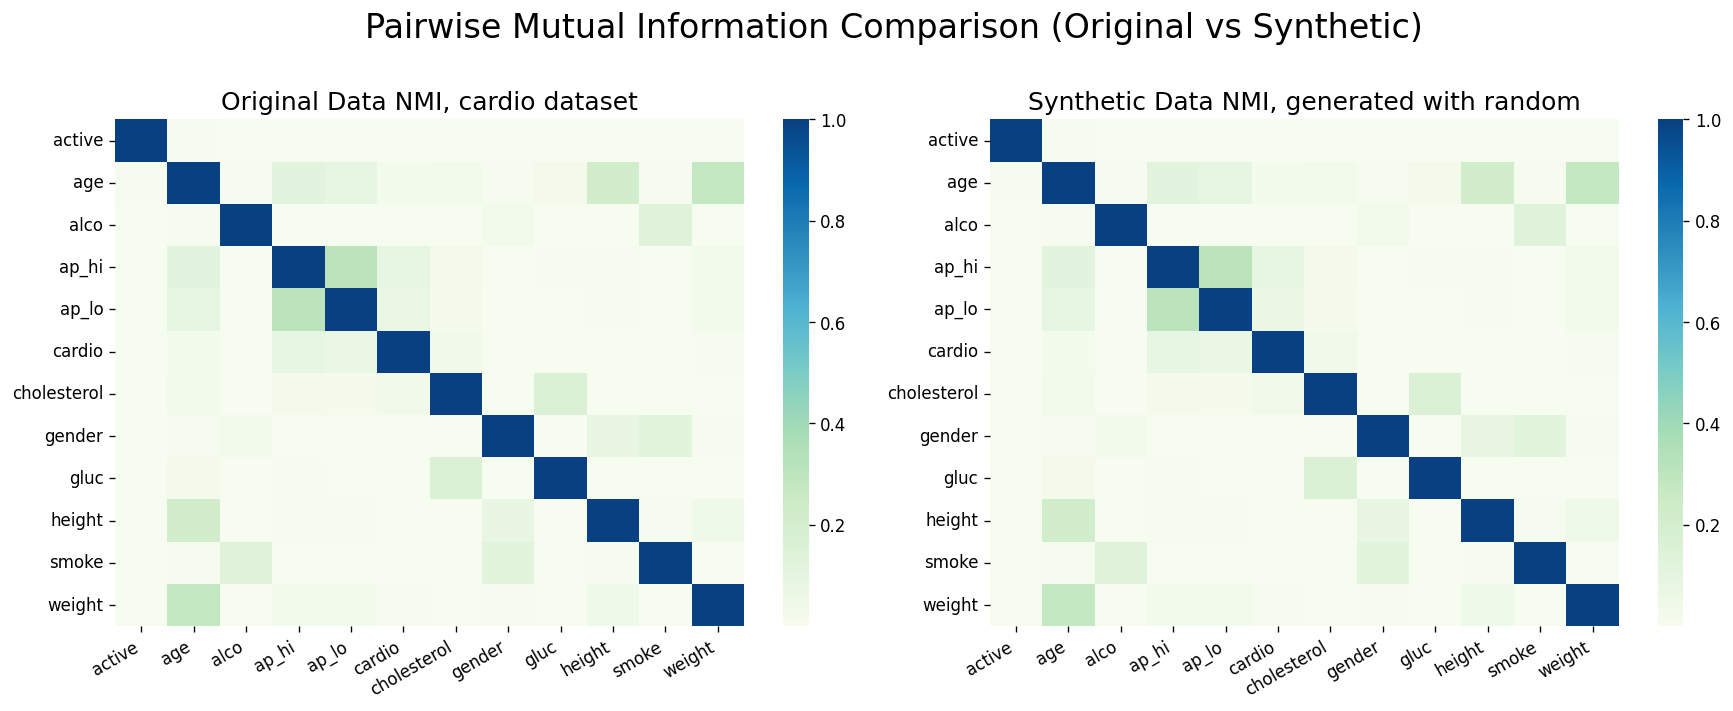 Pairwise Mutual Information Comparison (Original vs Synthetic)
Original Data NMI, cardio dataset
active
age
alco
ap_hi
ap_lo
cardio
cholesterol
gender
gluc
height
smoke
weight
active age alco ap_hi ap_lo cardio cholesterol gender gluc height smoke weight
1.0
0.8
0.6
0.4
0.2
Synthetic Data NMI, generated with random
active
age
alco
ap_hi
ap_lo
cardio
cholesterol
gender
gluc
height
smoke
weight
active age alco ap_hi ap_lo cardio cholesterol gender gluc height smoke weight
1.0
0.8
0.6
0.4
0.2